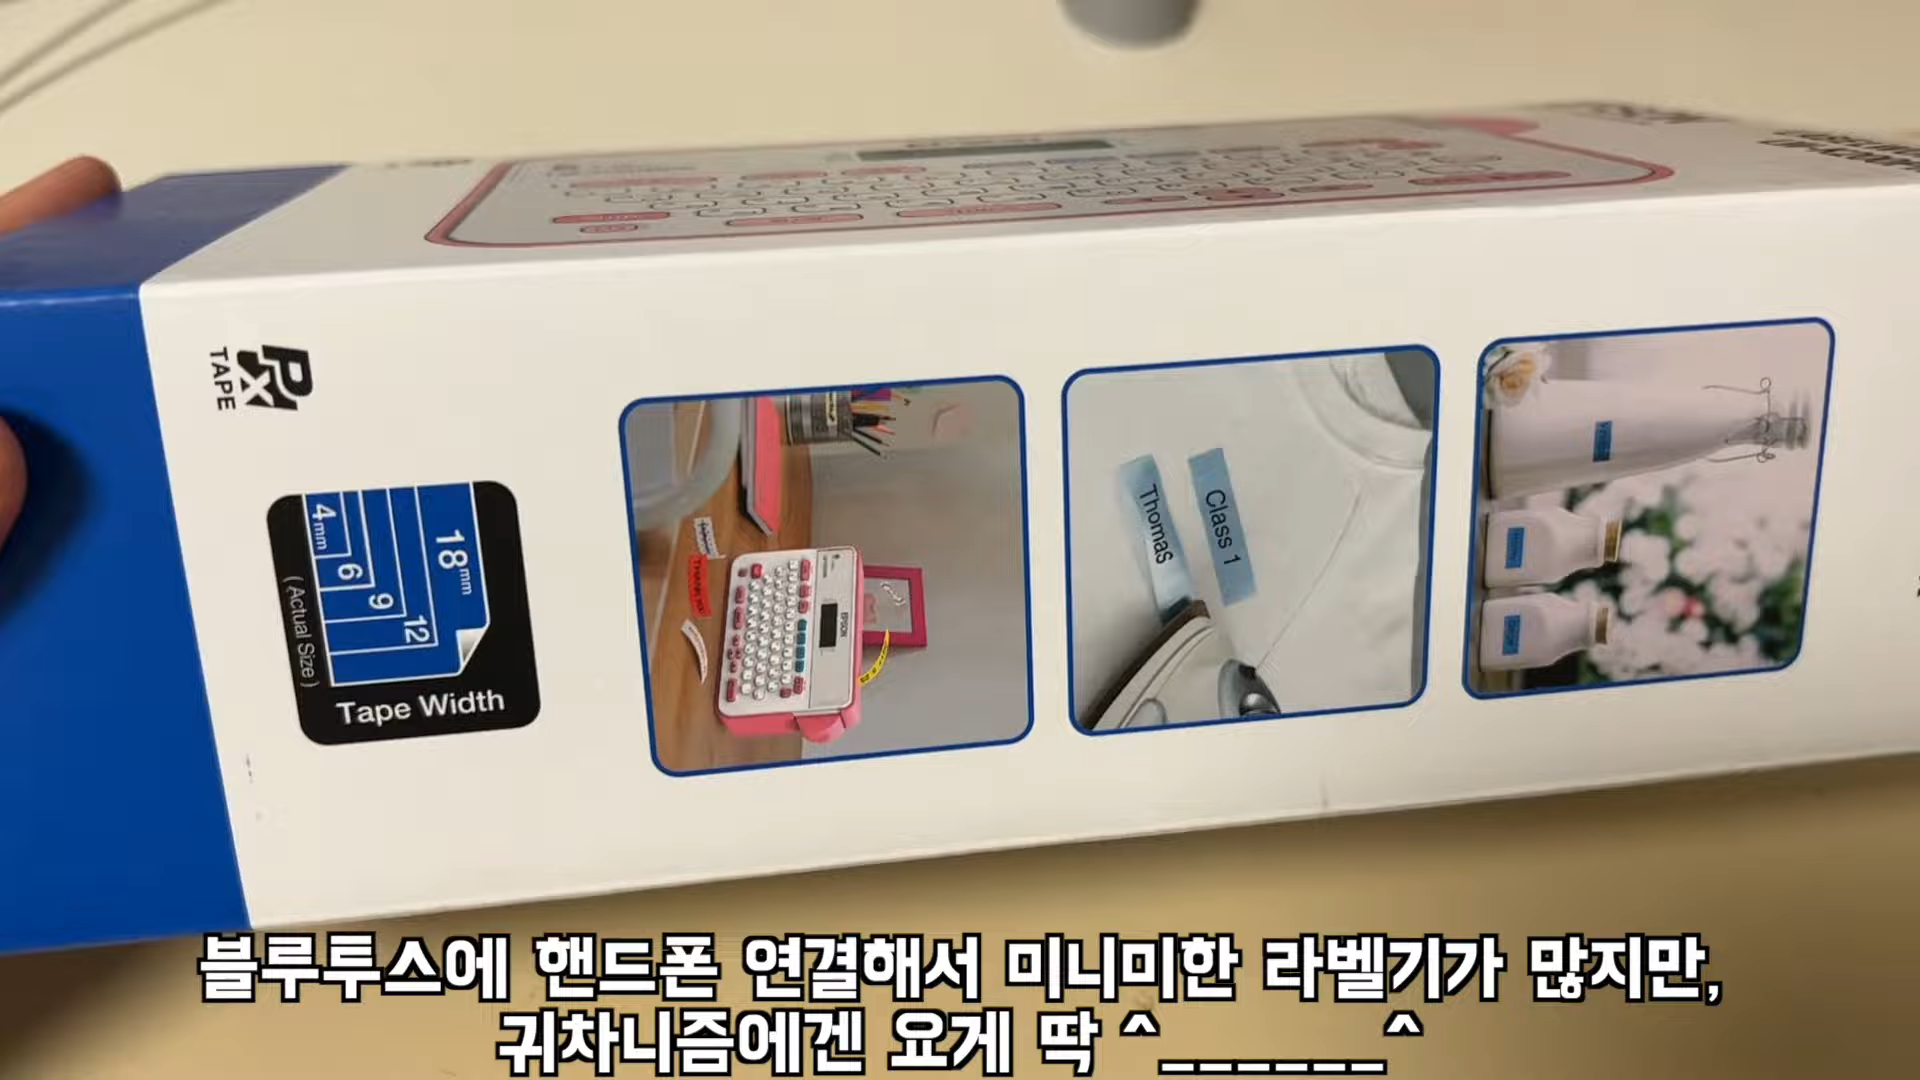 PX
TAPE
4mm
6
9
12
18mm
(Actual Size)
Tape Width
EPSON
Thomas
Class 1
블루투스에 핸드폰 연결해서 미니미한 라벨기가 많지만,
귀차니즘에겐 요게 딱 ^______^